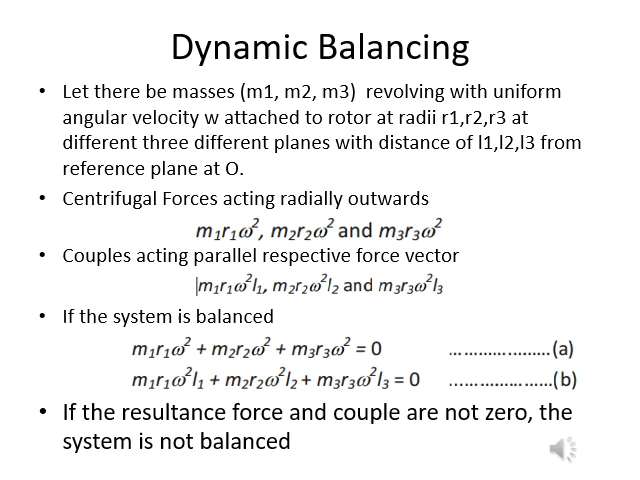 Dynamic Balancing
• Let there be masses (m1, m2, m3) revolving with uniform
angular velocity w attached to rotor at radii r1,r2,r3 at
different three different planes with distance of l1,l2,l3 from
reference plane at O.
• Centrifugal Forces acting radially outwards
m₁r₁ω², m₂r₂ω² and m₃r₃ω²
• Couples acting parallel respective force vector
m₁r₁ω²l₁, m₂r₂ω²l₂ and m₃r₃ω²l₃
• If the system is balanced
m₁r₁ω² + m₂r₂ω² + m₃r₃ω² = 0 ....................(a)
m₁r₁ω²l₁ + m₂r₂ω²l₂ + m₃r₃ω²l₃ = 0 ....................(b)
• If the resultance force and couple are not zero, the
system is not balanced